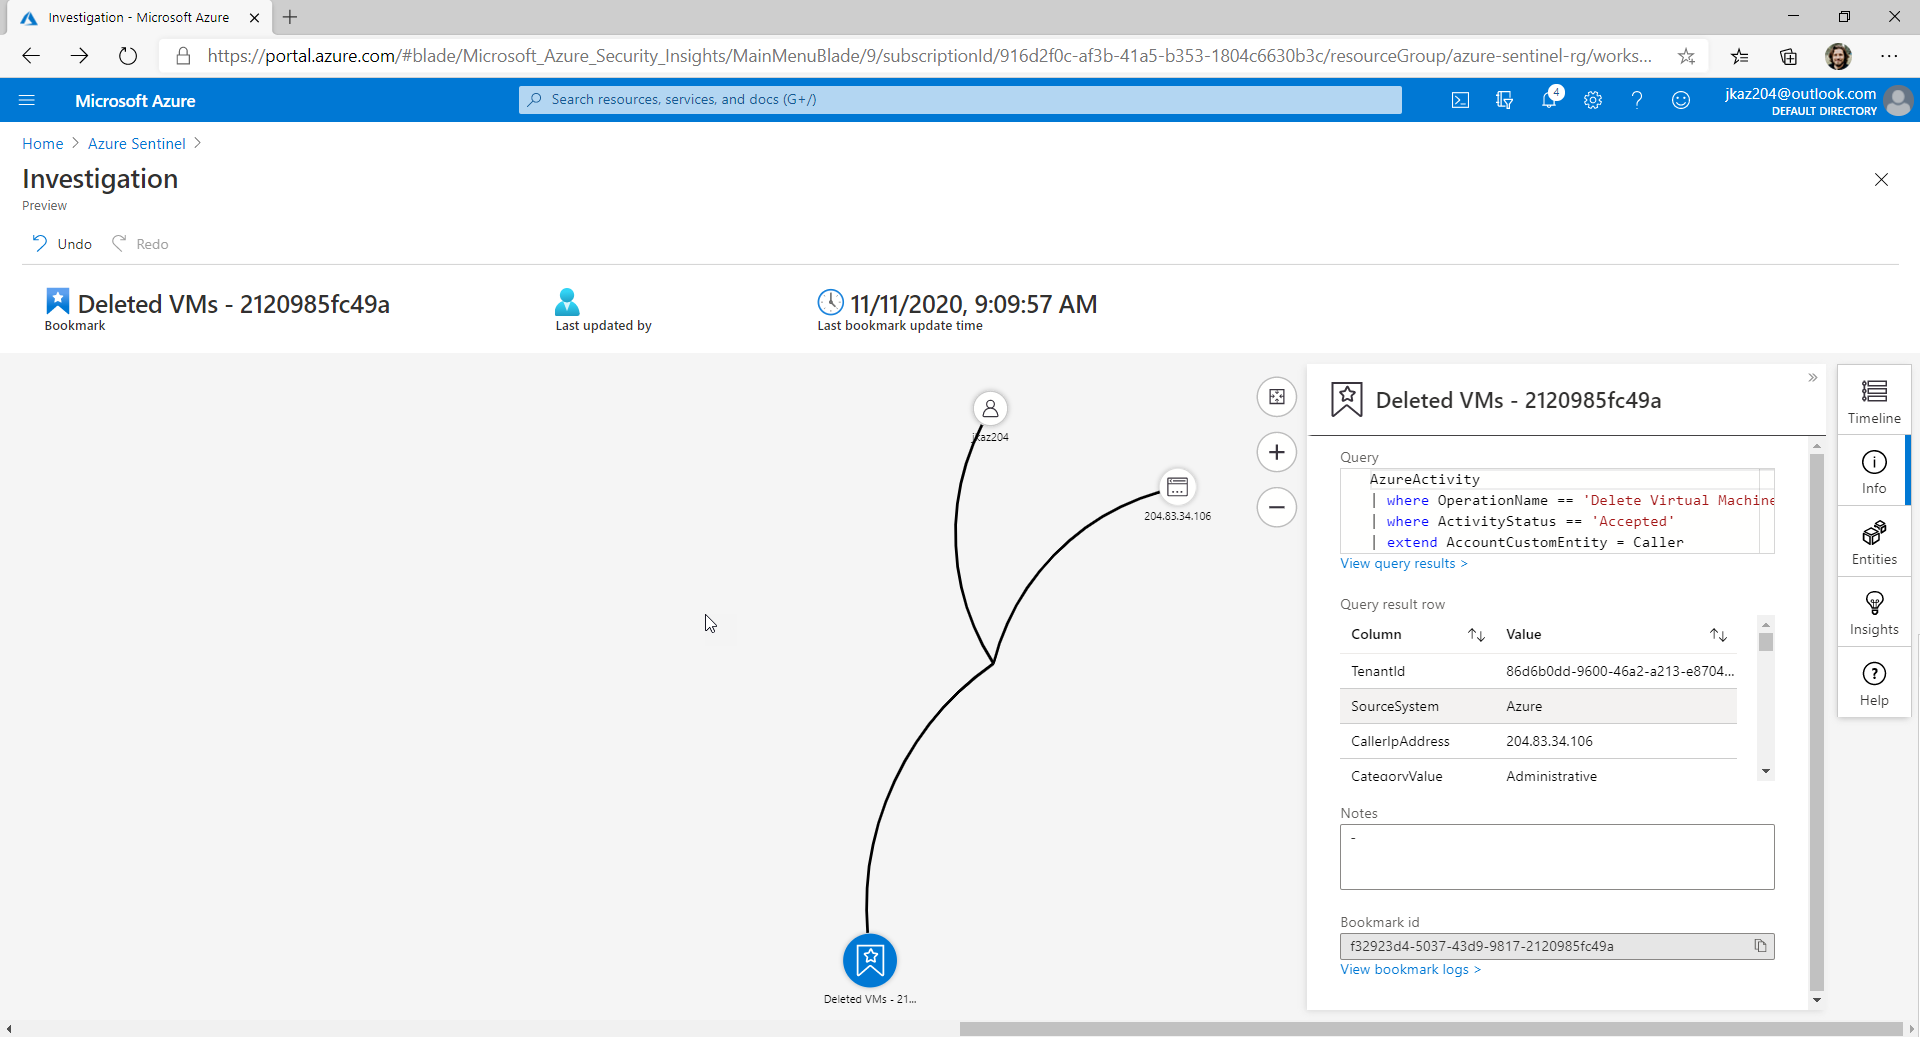 Investigation - Microsoft Azure
https://portal.azure.com/#blade/Microsoft_Azure_Security_Insights/MainMenuBlade/9/subscriptionId/916d2f0c-af3b-41a5-b353-1804c6630b3c/resourceGroup/azure-sentinel-rg/works...
Microsoft Azure
Search resources, services, and docs (G+/)
4
jkaz204@outlook.com
DEFAULT DIRECTORY
Home > Azure Sentinel >
Investigation
Preview
Undo
Redo
Deleted VMs - 2120985fc49a
Bookmark
Last updated by
11/11/2020, 9:09:57 AM
Last bookmark update time
jkaz204
204.83.34.106
Deleted VMs - 21...
Deleted VMs - 2120985fc49a
Query
AzureActivity
| where OperationName == 'Delete Virtual Machine
| where ActivityStatus == 'Accepted'
| extend AccountCustomEntity = Caller
View query results >
Query result row
Column Value
TenantId 86d6b0dd-9600-46a2-a213-e8704...
SourceSystem Azure
CallerIpAddress 204.83.34.106
CategoryValue Administrative
Notes
-
Bookmark id
f32923d4-5037-43d9-9817-2120985fc49a
View bookmark logs >
Timeline
Info
Entities
Insights
Help